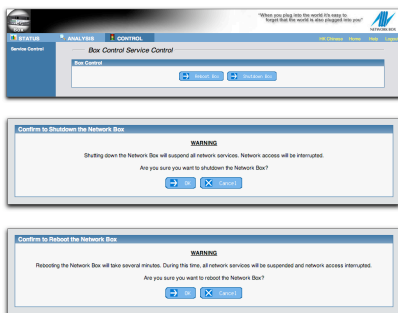 "When you plug into the world it's easy to
forget that the world is also plugged into you"
NETWORK BOX
STATUS ANALYSIS CONTROL
HK Olimaxin Home Help Logout
Service Control
Box Control Service Control
Box Control
Reboot Box Shutdown Box
Confirm to Shutdown the Network Box
WARNING
Shutting down the Network Box will suspend all network services. Network access will be interrupted.
Are you sure you want to shutdown the Network Box?
OK Cancel
Confirm to Reboot the Network Box
WARNING
Rebooting the Network Box will take several minutes. During this time, all network services will be suspended and network access interrupted.
Are you sure you want to reboot the Network Box?
OK Cancel